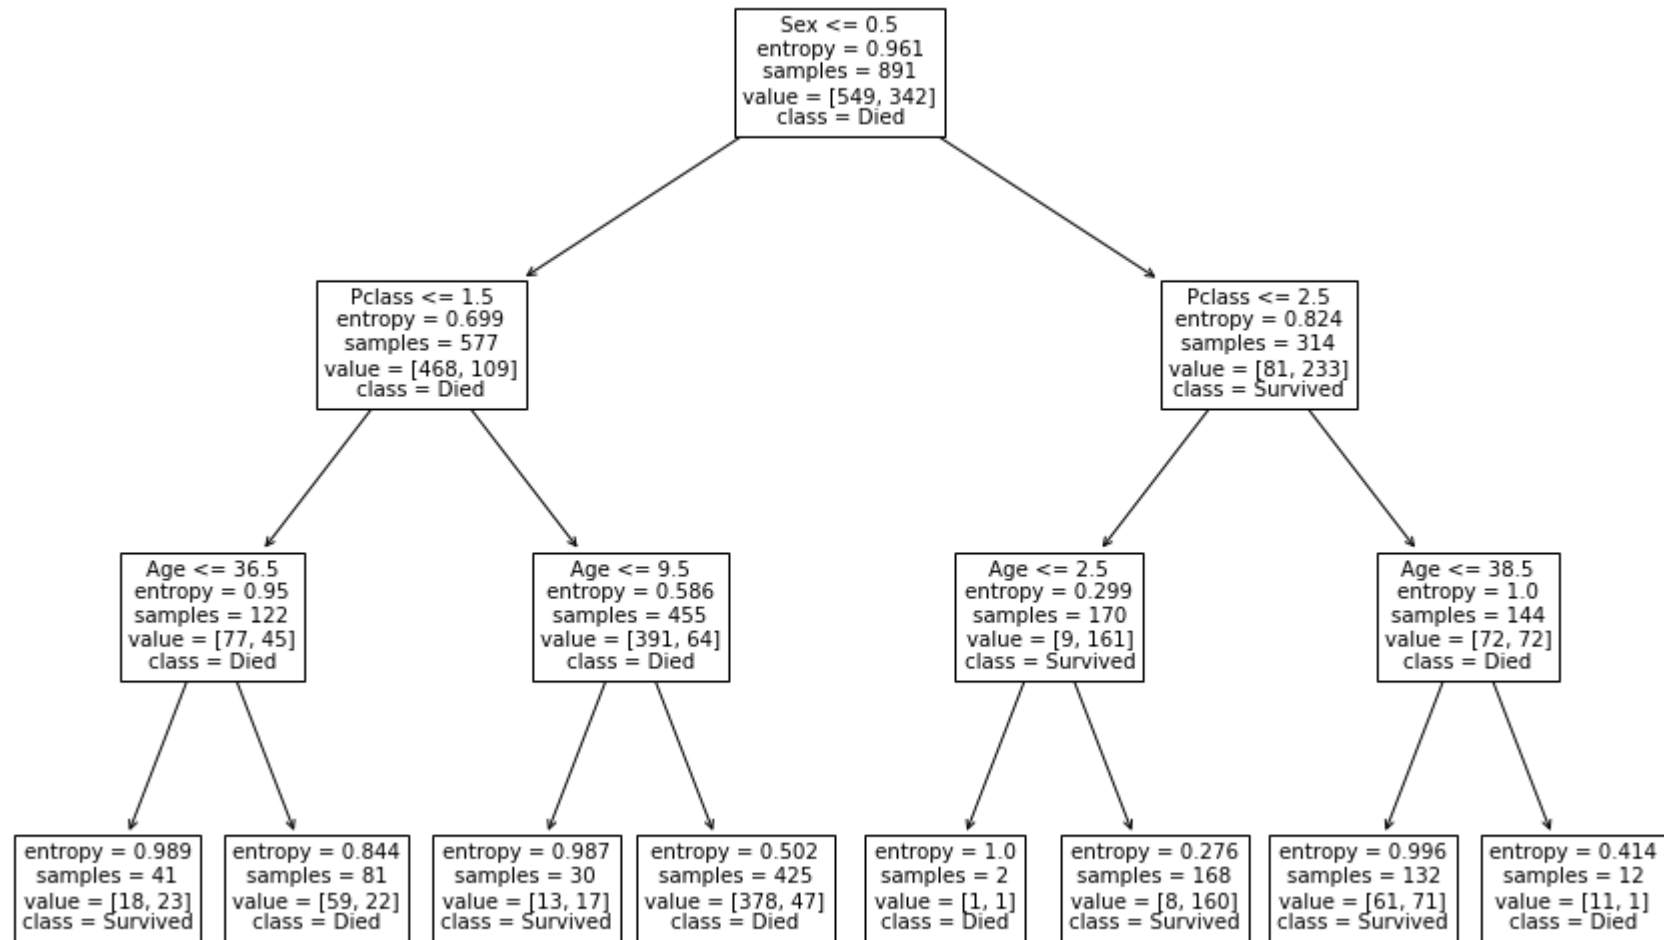 Sex <= 0.5
entropy = 0.961
samples = 891
value = [549, 342]
class = Died
Pclass <= 1.5
entropy = 0.699
samples = 577
value = [468, 109]
class = Died
Pclass <= 2.5
entropy = 0.824
samples = 314
value = [81, 233]
class = Survived
Age <= 36.5
entropy = 0.95
samples = 122
value = [77, 45]
class = Died
Age <= 9.5
entropy = 0.586
samples = 455
value = [391, 64]
class = Died
Age <= 2.5
entropy = 0.299
samples = 170
value = [9, 161]
class = Survived
Age <= 38.5
entropy = 1.0
samples = 144
value = [72, 72]
class = Died
entropy = 0.989
samples = 41
value = [18, 23]
class = Survived
entropy = 0.844
samples = 81
value = [59, 22]
class = Died
entropy = 0.987
samples = 30
value = [13, 17]
class = Survived
entropy = 0.502
samples = 425
value = [378, 47]
class = Died
entropy = 1.0
samples = 2
value = [1, 1]
class = Died
entropy = 0.276
samples = 168
value = [8, 160]
class = Survived
entropy = 0.996
samples = 132
value = [61, 71]
class = Survived
entropy = 0.414
samples = 12
value = [11, 1]
class = Died